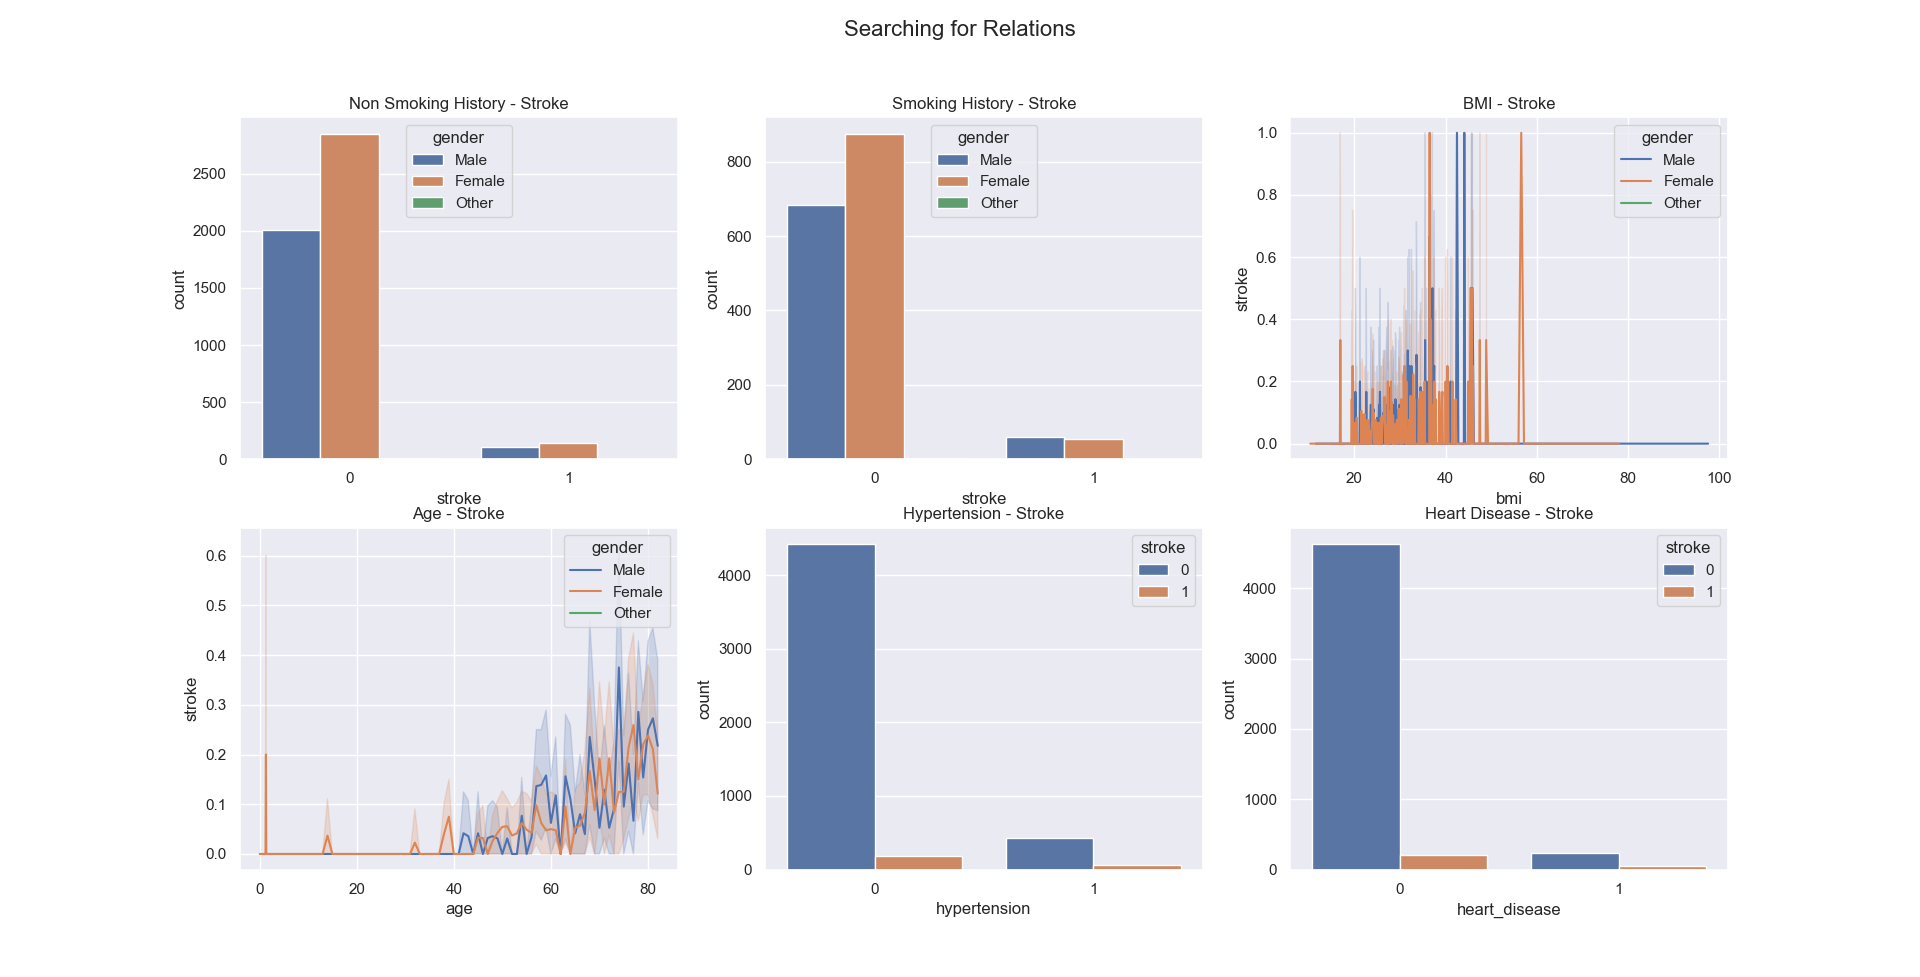 Searching for Relations
Non Smoking History - Stroke
gender
Male
Female
Other
2500
2000
1500
1000
500
0
count
0 1
stroke
Smoking History - Stroke
gender
Male
Female
Other
800
600
400
200
0
count
0 1
stroke
BMI - Stroke
gender
Male
Female
Other
1.0
0.8
0.6
0.4
0.2
0.0
stroke
20 40 60 80 100
bmi
Age - Stroke
gender
Male
Female
Other
0.6
0.5
0.4
0.3
0.2
0.1
0.0
stroke
0 20 40 60 80
age
Hypertension - Stroke
stroke
0
1
4000
3000
2000
1000
0
count
0 1
hypertension
Heart Disease - Stroke
stroke
0
1
4000
3000
2000
1000
0
count
0 1
heart_disease